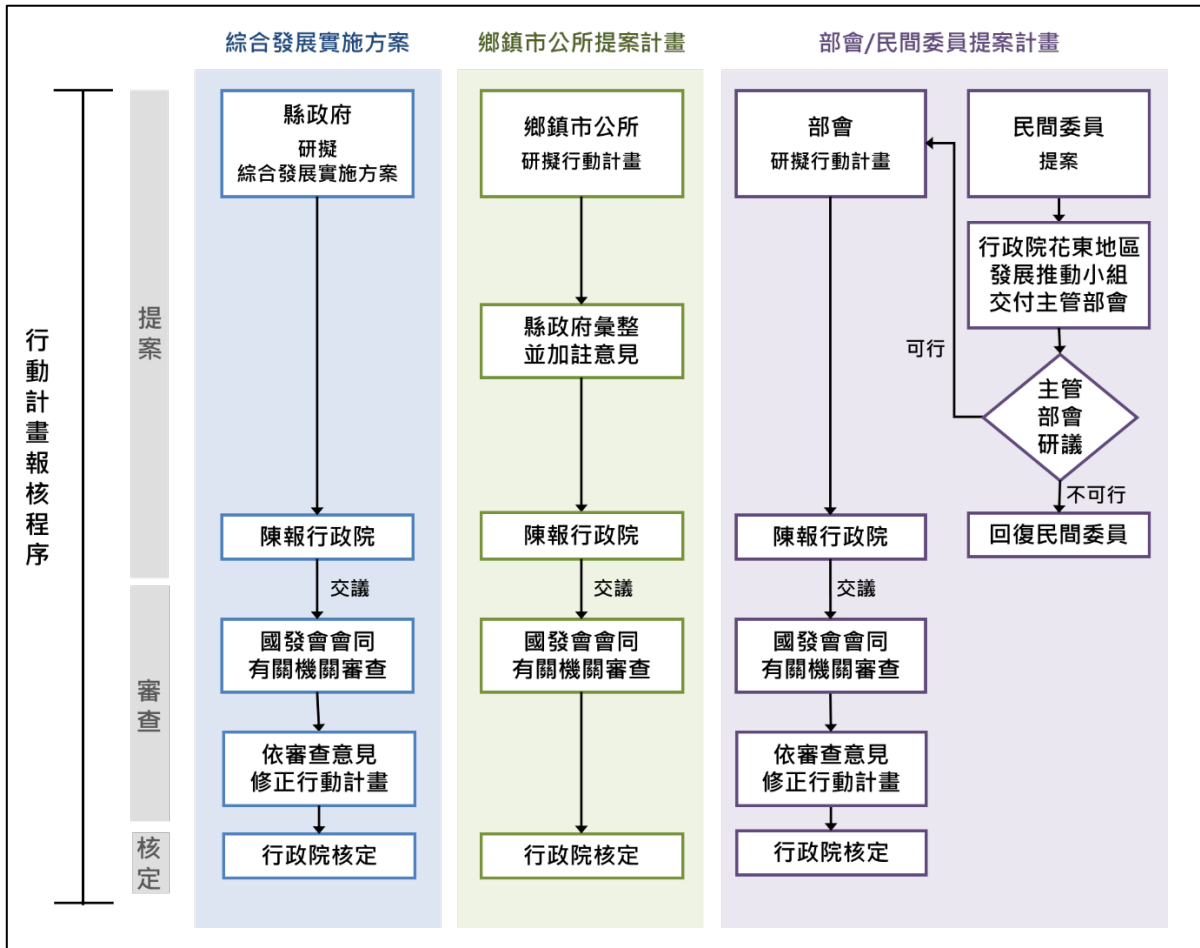 綜合發展實施方案
鄉鎮市公所提案計畫
部會/民間委員提案計畫
行動計畫報核程序
提案
審查
核定
縣政府
研擬
綜合發展實施方案
陳報行政院
交議
國發會會同
有關機關審查
依審查意見
修正行動計畫
行政院核定
鄉鎮市公所
研擬行動計畫
縣政府彙整
並加註意見
陳報行政院
交議
國發會會同
有關機關審查
行政院核定
部會
研擬行動計畫
陳報行政院
交議
國發會會同
有關機關審查
依審查意見
修正行動計畫
行政院核定
民間委員
提案
行政院花東地區
發展推動小組
交付主管部會
可行
主管
部會
研議
不可行
回復民間委員